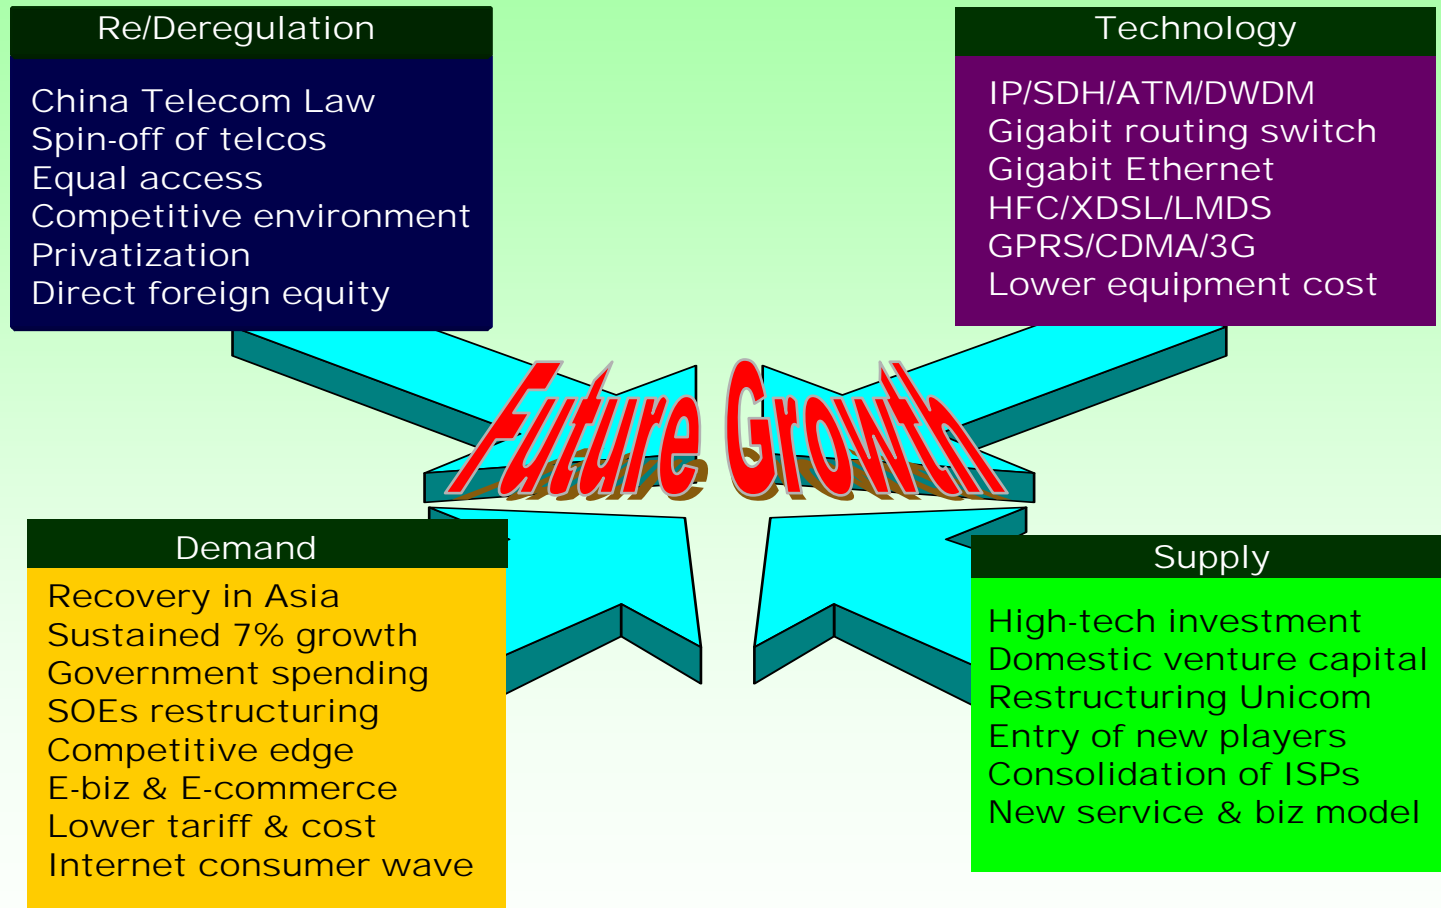 Re/Deregulation
China Telecom Law
Spin-off of telcos
Equal access
Competitive environment
Privatization
Direct foreign equity
Technology
IP/SDH/ATM/DWDM
Gigabit routing switch
Gigabit Ethernet
HFC/XDSL/LMDS
GPRS/CDMA/3G
Lower equipment cost
Future Growth
Demand
Recovery in Asia
Sustained 7% growth
Government spending
SOEs restructuring
Competitive edge
E-biz & E-commerce
Lower tariff & cost
Internet consumer wave
Supply
High-tech investment
Domestic venture capital
Restructuring Unicom
Entry of new players
Consolidation of ISPs
New service & biz model